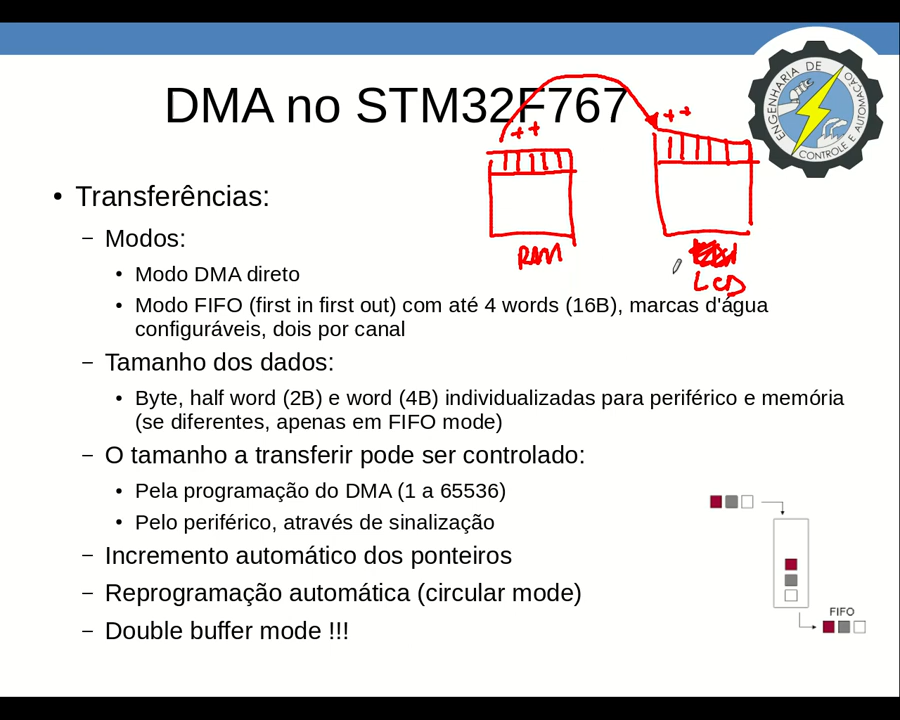 DMA no STM32F767
ENGENHARIA DE
CONTROLE E AUTOMAÇÃO
++
++
RAM
LCD
• Transferências:
– Modos:
• Modo DMA direto
• Modo FIFO (first in first out) com até 4 words (16B), marcas d'água
configuráveis, dois por canal
– Tamanho dos dados:
• Byte, half word (2B) e word (4B) individualizadas para periférico e memória
(se diferentes, apenas em FIFO mode)
– O tamanho a transferir pode ser controlado:
• Pela programação do DMA (1 a 65536)
• Pelo periférico, através de sinalização
– Incremento automático dos ponteiros
– Reprogramação automática (circular mode)
– Double buffer mode !!!
FIFO